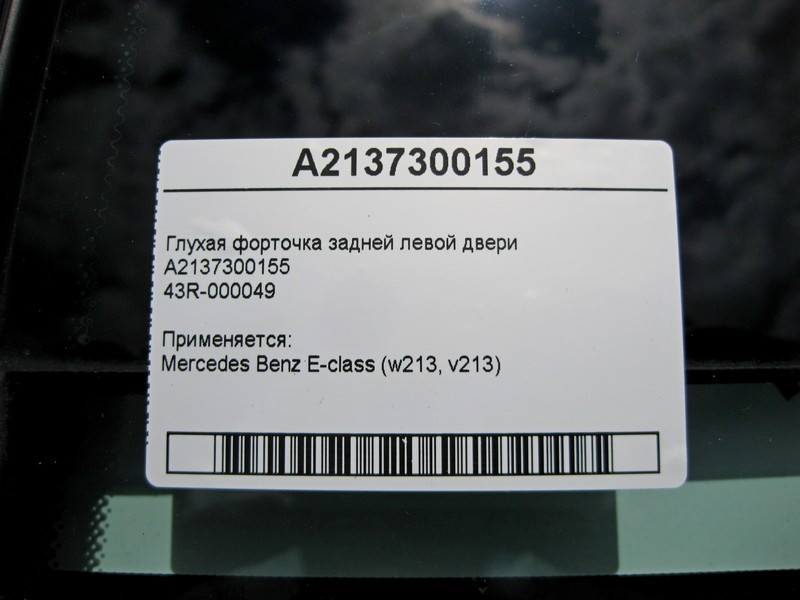 A2137300155
Глухая форточка задней левой двери
A2137300155
43R-000049
Применяется:
Mercedes Benz E-class (w213, v213)